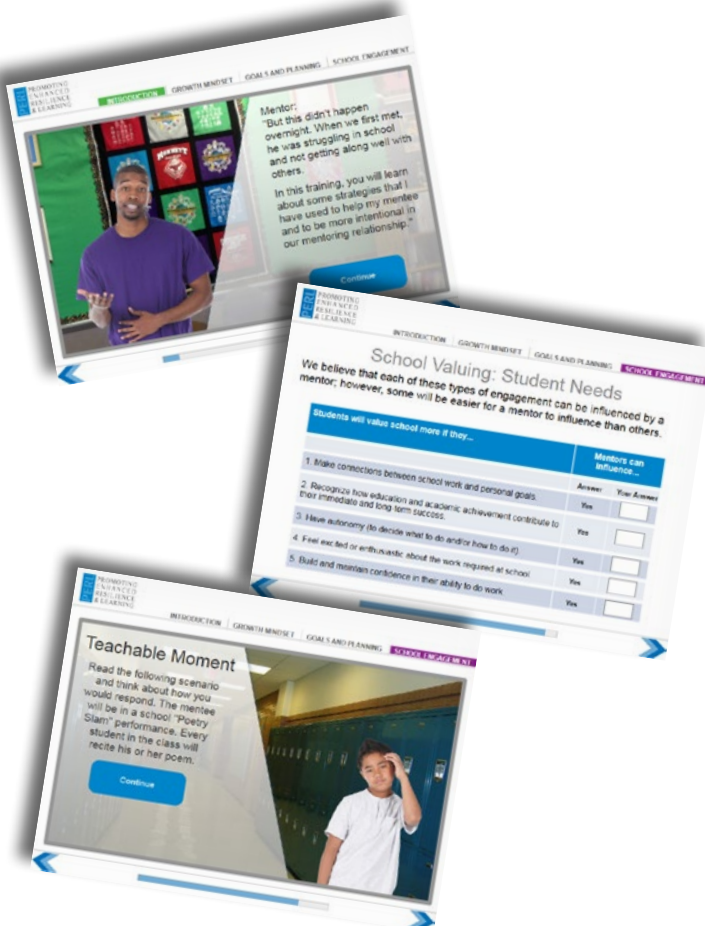 PERL
PROMOTING
ENHANCED
RESILIENCE
& LEARNING
INTRODUCTION
GROWTH MINDSET
GOALS AND PLANNING
SCHOOL ENGAGEMENT
Mentor:
"But this didn't happen
overnight. When we first met,
he was struggling in school
and not getting along well with
others.
In this training, you will learn
about some strategies that I
have used to help my mentee
and to be more intentional in
our mentoring relationship."
Continue
PERL
PROMOTING
ENHANCED
RESILIENCE
& LEARNING
INTRODUCTION
GROWTH MINDSET
GOALS AND PLANNING
SCHOOL ENGAGEMENT
School Valuing: Student Needs
We believe that each of these types of engagement can be influenced by a
mentor; however, some will be easier for a mentor to influence than others.
Students will value school more if they...
Mentors can
influence...
Answer
Your Answer
1. Make connections between school work and personal goals.
Yes
2. Recognize how education and academic achievement contribute to
their immediate and long term success.
Yes
3. Have autonomy (to decide what to do and/or how to do it).
Yes
4. Feel excited or enthusiastic about the work required at school
Yes
5. Build and maintain confidence in their ability to do work
Yes
PERL
PROMOTING
ENHANCED
RESILIENCE
& LEARNING
INTRODUCTION
GROWTH MINDSET
GOALS AND PLANNING
SCHOOL ENGAGEMENT
Teachable Moment
Read the following scenario
and think about how you
would respond. The mentee
will be in a school "Poetry
Slam" performance. Every
student in the class will
recite his or her poem.
Continue